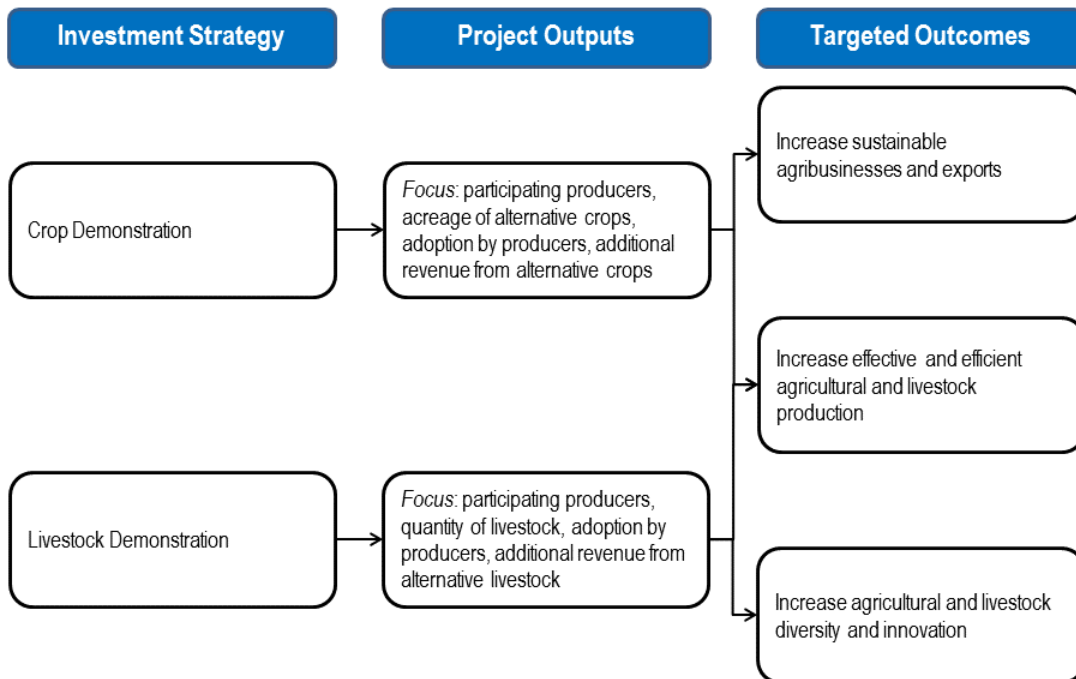 Investment Strategy
Project Outputs
Targeted Outcomes
Crop Demonstration
Focus: participating producers,
acreage of alternative crops,
adoption by producers, additional
revenue from alternative crops
Increase sustainable
agribusinesses and exports
Increase effective and efficient
agricultural and livestock
production
Livestock Demonstration
Focus: participating producers,
quantity of livestock, adoption by
producers, additional revenue from
alternative livestock
Increase agricultural and livestock
diversity and innovation